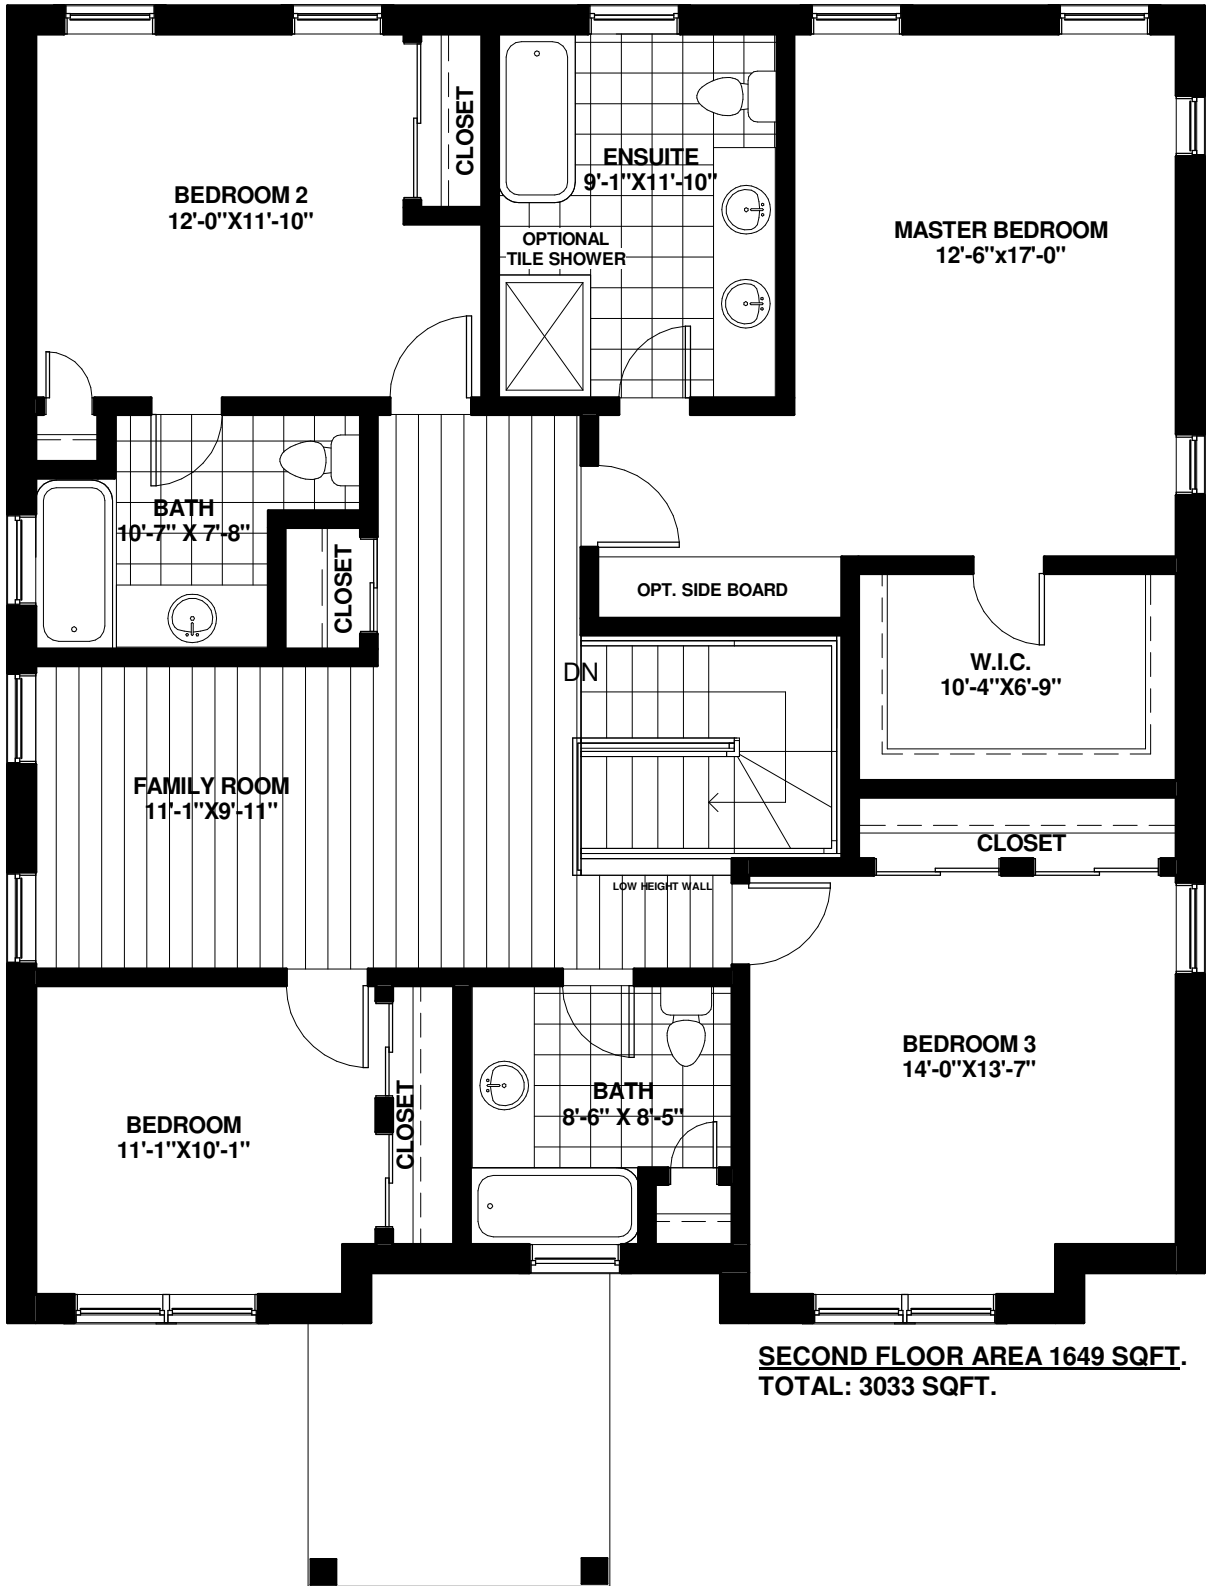 BEDROOM 2
12'-0"X11'-10"
CLOSET
ENSUITE
9'-1"X11'-10"
OPTIONAL
TILE SHOWER
MASTER BEDROOM
12'-6"x17'-0"
BATH
10'-7" X 7'-8"
CLOSET
OPT. SIDE BOARD
DN
W.I.C.
10'-4"X6'-9"
FAMILY ROOM
11'-1"X9'-11"
CLOSET
LOW HEIGHT WALL
BEDROOM 3
14'-0"X13'-7"
BEDROOM
11'-1"X10'-1"
CLOSET
BATH
8'-6" X 8'-5"
SECOND FLOOR AREA 1649 SQFT.
TOTAL: 3033 SQFT.